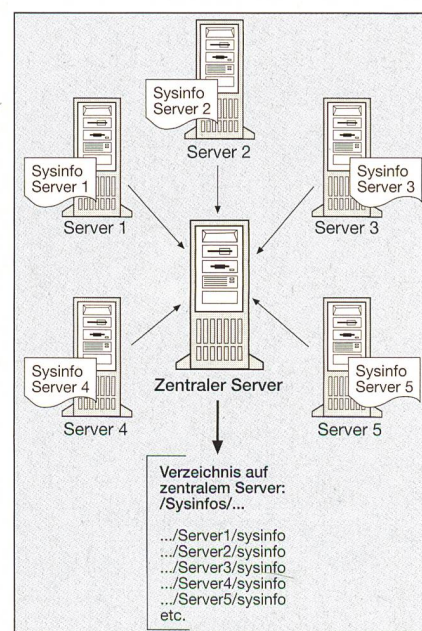 Sysinfo
Server 2
Server 2
Sysinfo
Server 1
Server 1
Sysinfo
Server 3
Server 3
Sysinfo
Server 4
Server 4
Zentraler Server
Sysinfo
Server 5
Server 5
Verzeichnis auf
zentralem Server:
/Sysinfos/...
.../Server1/sysinfo
.../Server2/sysinfo
.../Server3/sysinfo
.../Server4/sysinfo
.../Server5/sysinfo
etc.